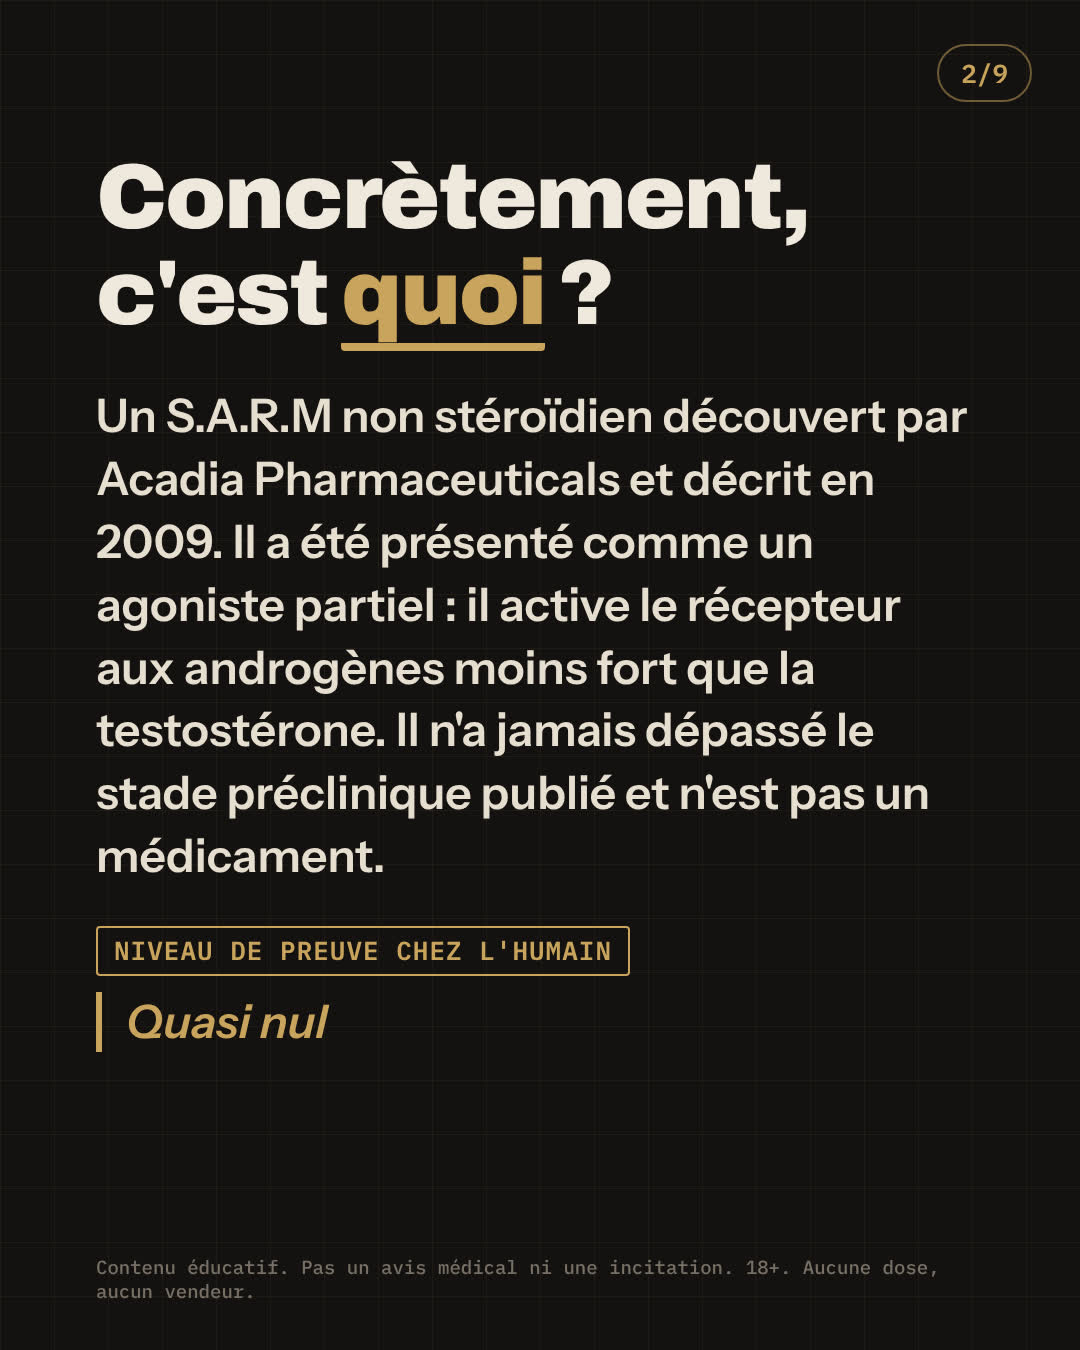 2/9
Concrètement,
c'est quoi ?
Un S.A.R.M non stéroïdien découvert par
Acadia Pharmaceuticals et décrit en
2009. Il a été présenté comme un
agoniste partiel : il active le récepteur
aux androgènes moins fort que la
testostérone. Il n'a jamais dépassé le
stade préclinique publié et n'est pas un
médicament.
NIVEAU DE PREUVE CHEZ L'HUMAIN
Quasi nul
Contenu éducatif. Pas un avis médical ni une incitation. 18+. Aucune dose,
aucun vendeur.